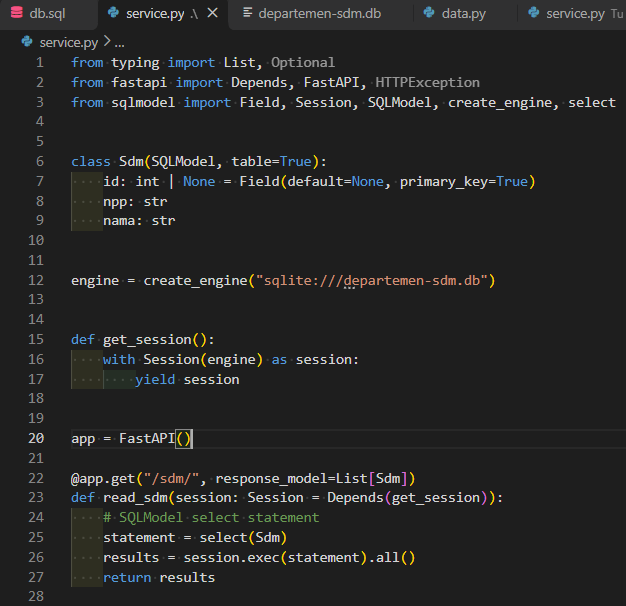 db.sql service.py .\ departemen-sdm.db data.py service.py Tu
service.py > ...
1 from typing import List, Optional
2 from fastapi import Depends, FastAPI, HTTPException
3 from sqlmodel import Field, Session, SQLModel, create_engine, select
4
5
6 class Sdm(SQLModel, table=True):
7     id: int | None = Field(default=None, primary_key=True)
8     npp: str
9     nama: str
10
11
12 engine = create_engine("sqlite:///departemen-sdm.db")
13
14
15 def get_session():
16     with Session(engine) as session:
17         yield session
18
19
20 app = FastAPI()
21
22 @app.get("/sdm/", response_model=List[Sdm])
23 def read_sdm(session: Session = Depends(get_session)):
24     # SQLModel select statement
25     statement = select(Sdm)
26     results = session.exec(statement).all()
27     return results
28